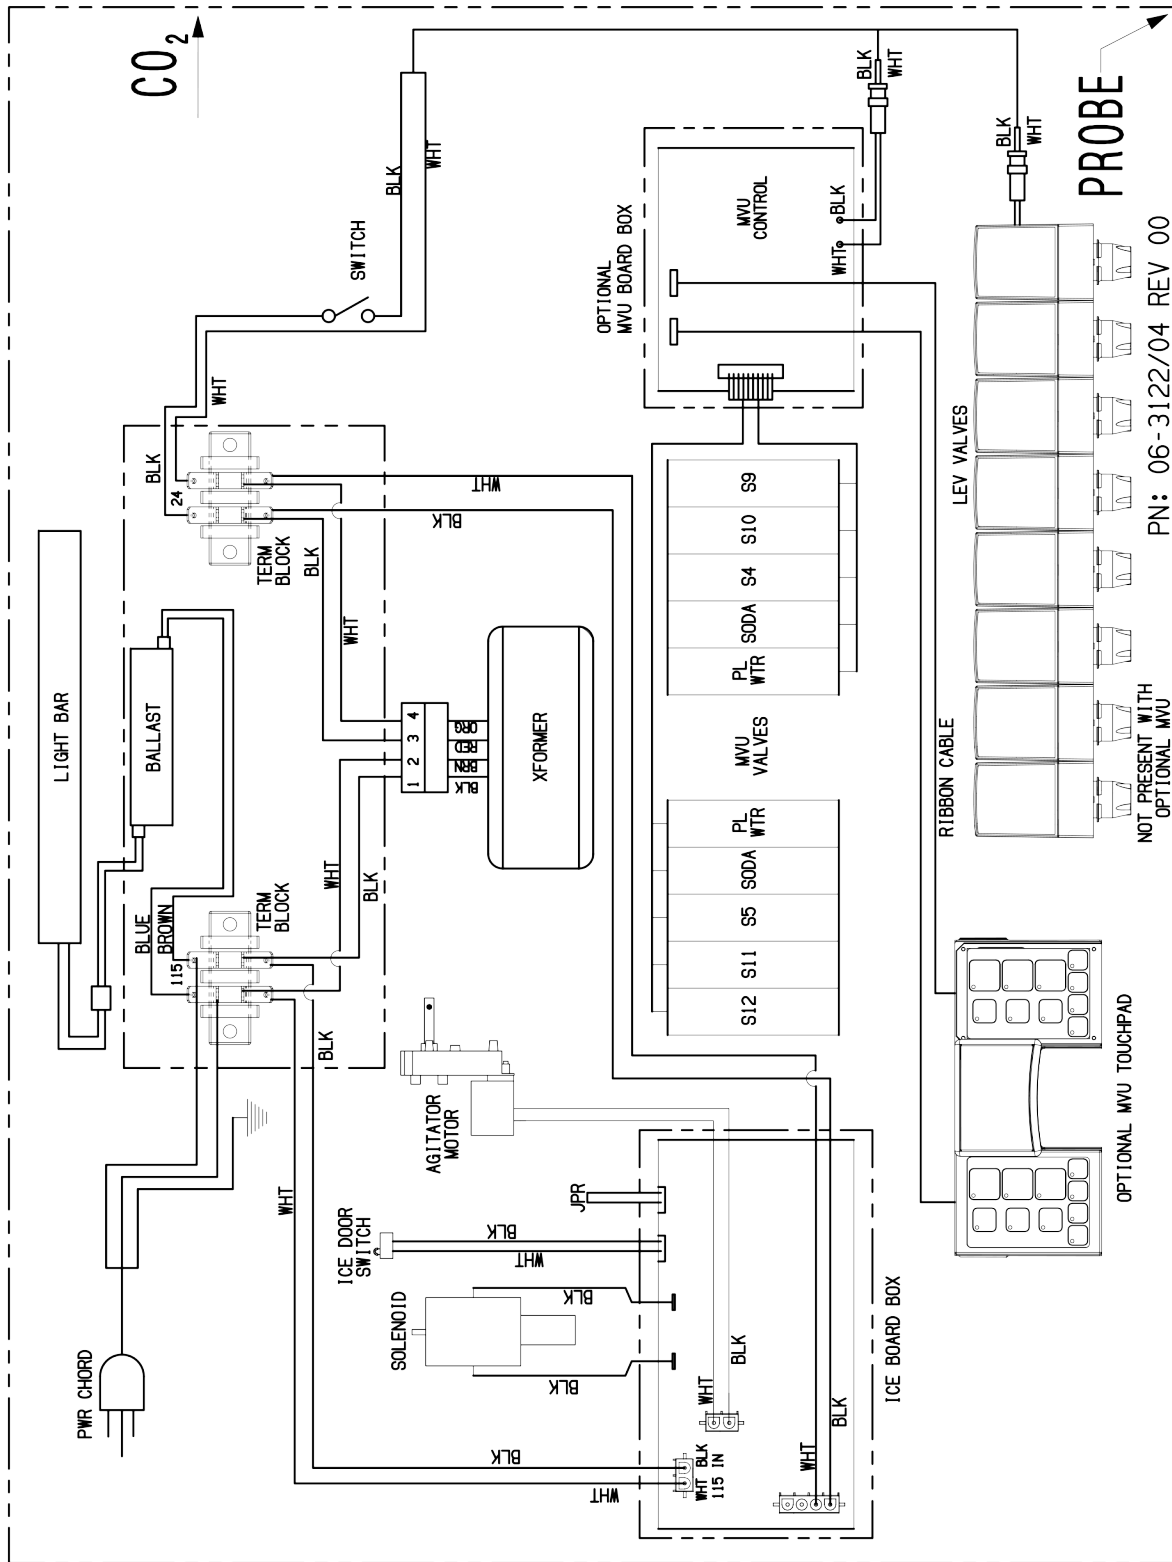 CO2
PROBE
PN: 06-3122/04 REV 00
LIGHT BAR
BALLAST
BLUE
BROWN
115
TERM
BLOCK
24
TERM
BLOCK
BLK
WHT
SWITCH
BLK
WHT
BLK
WHT
BLK
WHT
BLK
WHT
WHT
BLK
1
2
3
4
BLK
BRN
RED
ORG
XFORMER
PWR CHORD
WHT
BLK
AGITATOR
MOTOR
ICE DOOR
SWITCH
SOLENOID
JPR
BLK
WHT
BLK
BLK
BLK
WHT
WHT BLK
115 IN
WHT
BLK
WHT
BLK
ICE BOARD BOX
OPTIONAL
MVU BOARD BOX
MVU
CONTROL
WHT
BLK
BLK
WHT
BLK
WHT
S12
S11
S5
SODA
PL
WTR
MVU
VALVES
PL
WTR
SODA
S4
S10
S9
RIBBON CABLE
LEV VALVES
NOT PRESENT WITH
OPTIONAL MVU
OPTIONAL MVU TOUCHPAD